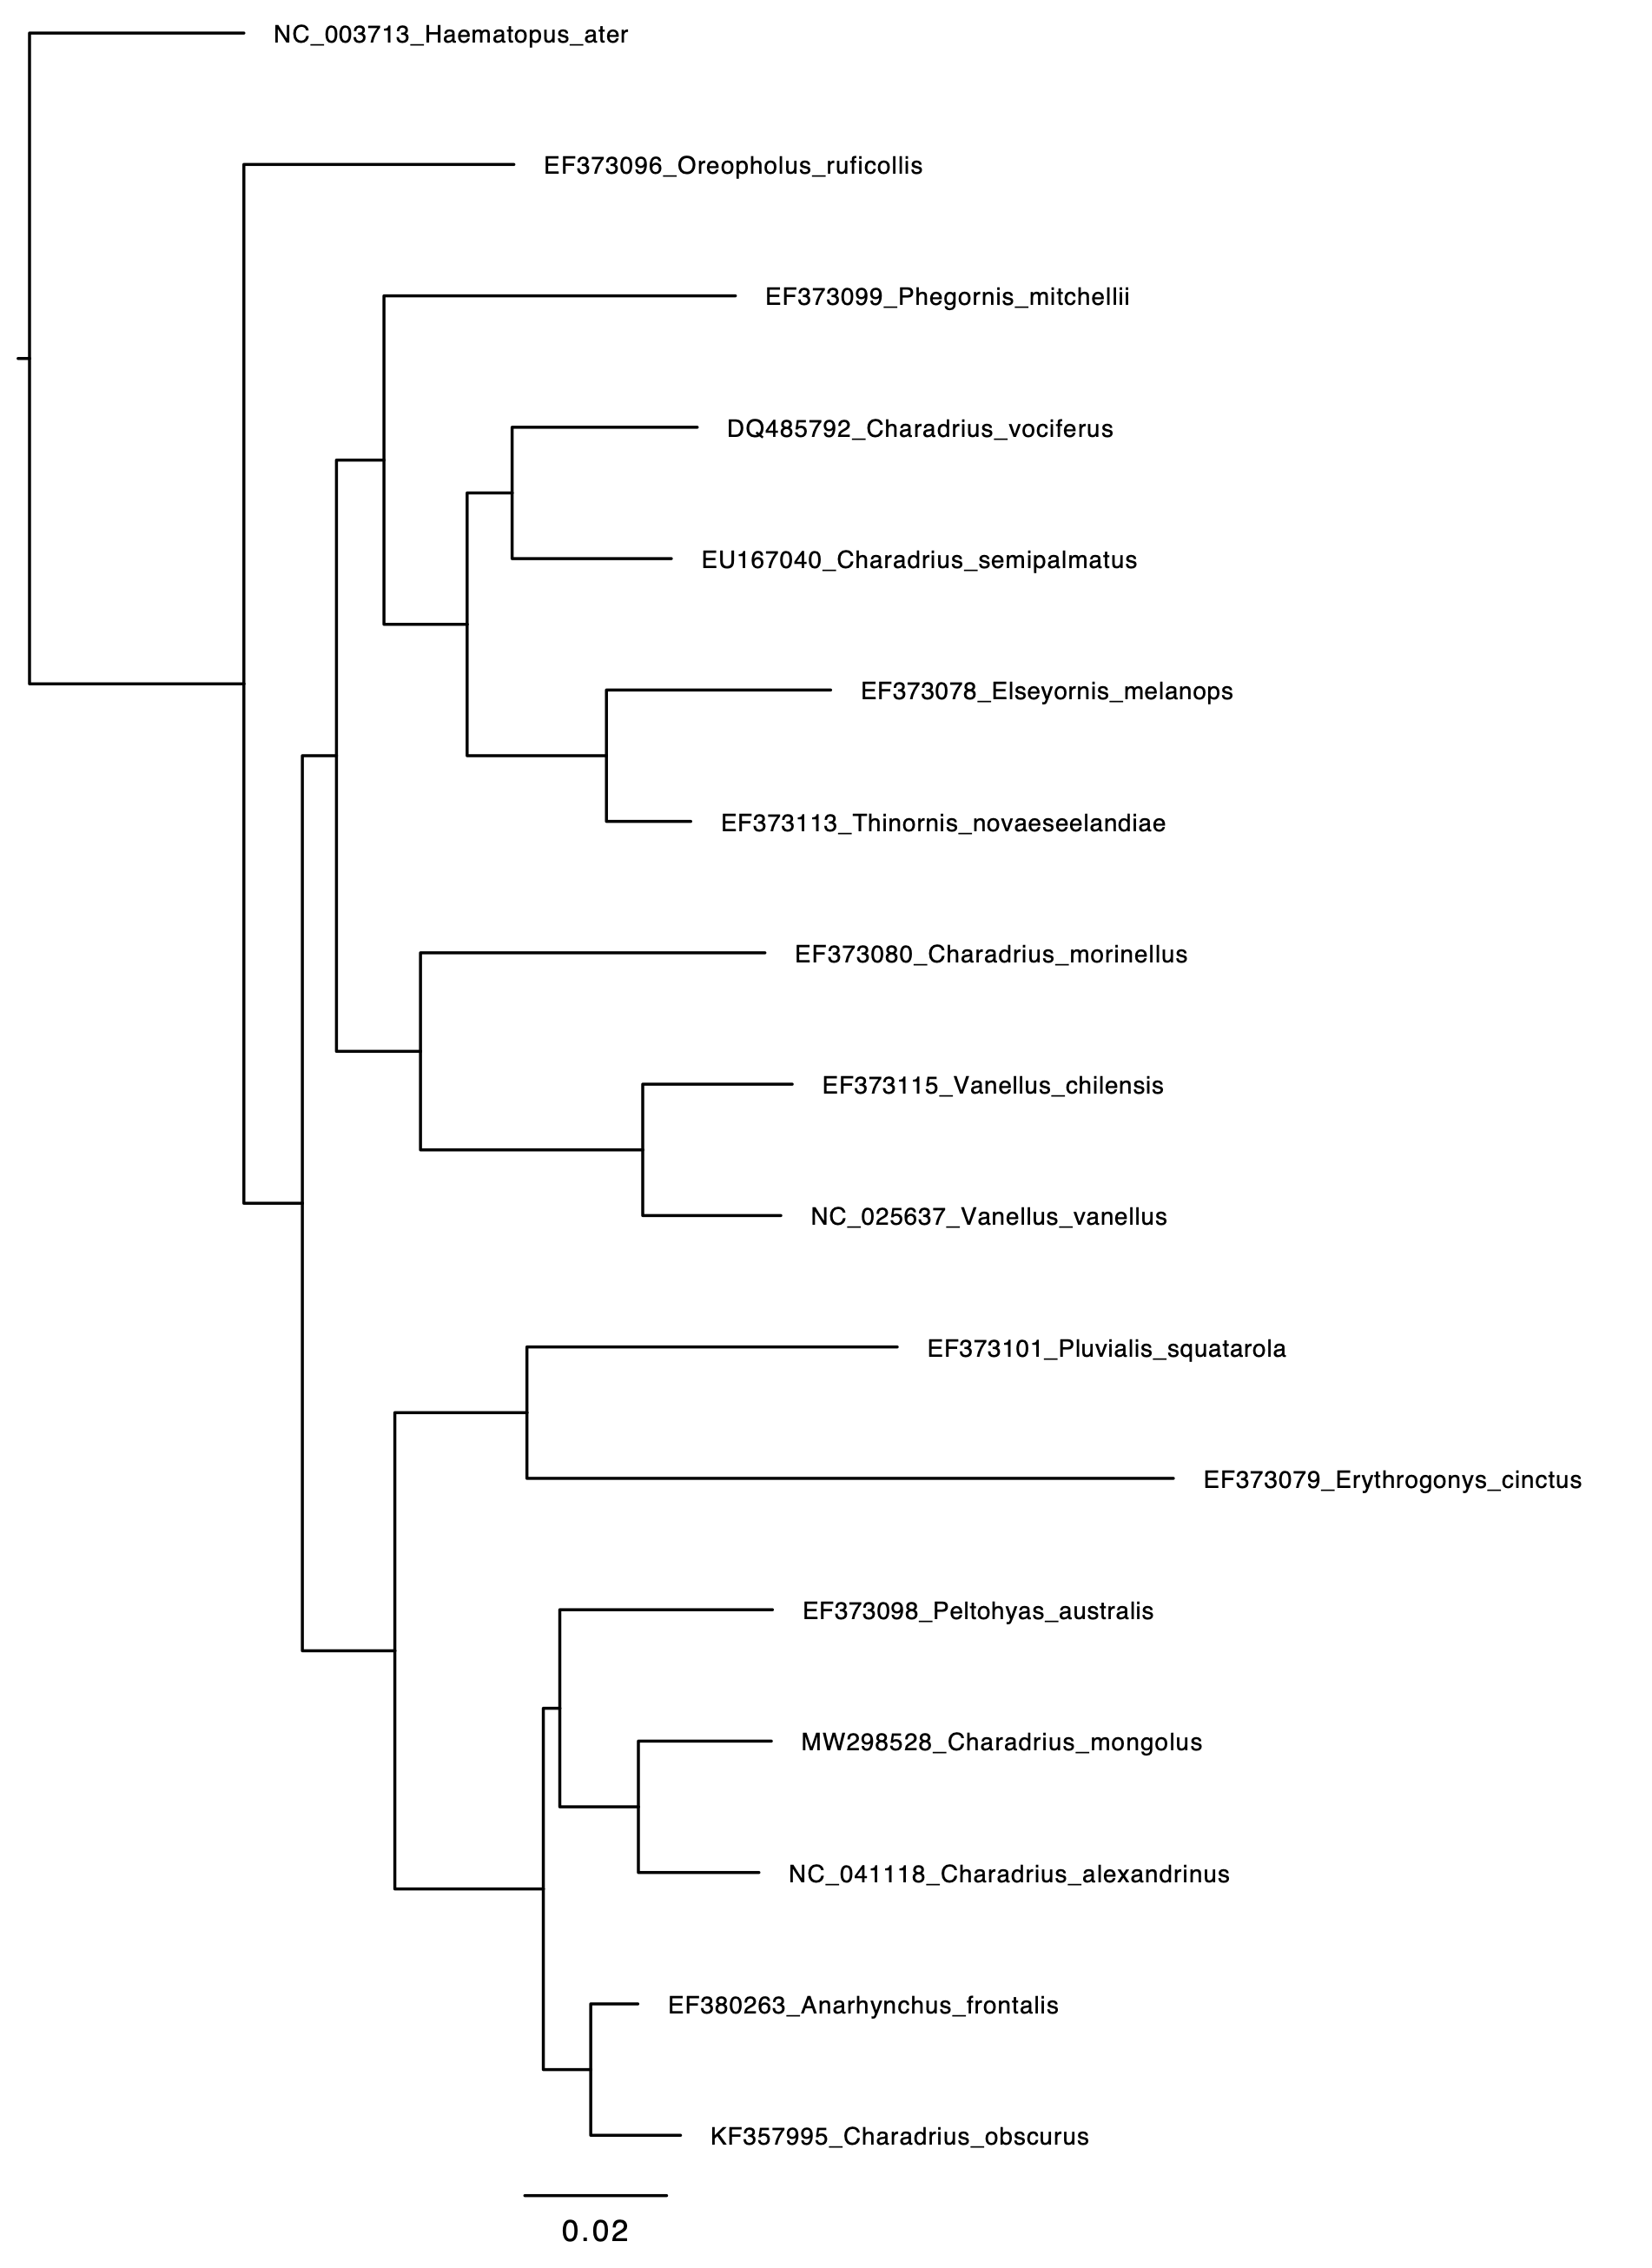 NC_003713_Haematopus_ater
EF373096_Oreopholus_ruficollis
EF373099_Phegornis_mitchellii
DQ485792_Charadrius_vociferus
EU167040_Charadrius_semipalmatus
EF373078_Elseyornis_melanops
EF373113_Thinornis_novaeseelandiae
EF373080_Charadrius_morinellus
EF373115_Vanellus_chilensis
NC_025637_Vanellus_vanellus
EF373101_Pluvialis_squatarola
EF373079_Erythrogonys_cinctus
EF373098_Peltohyas_australis
MW298528_Charadrius_mongolus
NC_041118_Charadrius_alexandrinus
EF380263_Anarhynchus_frontalis
KF357995_Charadrius_obscurus
0.02